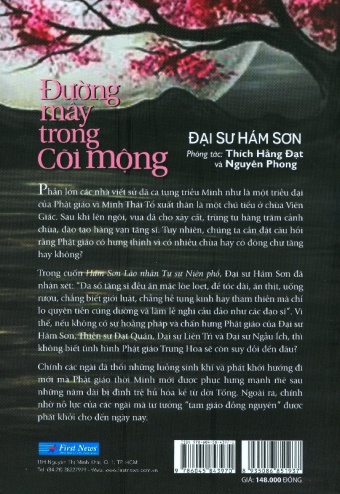 Đường
mây
trong
Cõi mộng
ĐẠI SƯ HÁM SƠN
Phóng tác: Thích Hằng Đạt
và Nguyên Phong
Phần lớn các nhà viết sử đã ca tụng triều Minh như là một triều đại
của Phật giáo vì Minh Thái Tổ xuất thân là một chú tiểu ở chùa Viên
Giác. Sau khi lên ngôi, vua đã cho xây cất, trùng tu hàng trăm cảnh
chùa, đào tạo hàng vạn tăng sĩ. Tuy nhiên, chúng ta cần đặt câu hỏi
rằng Phật giáo có hưng thịnh vì có nhiều chùa hay có đông chư tăng
hay không?
Trong cuốn Hám Sơn Lão nhân Tự sự Niên phổ, Đại sư Hám Sơn đã
nhận xét: "Đa số tăng sĩ đều ăn mặc lòe loẹt, để tóc dài, ăn thịt, uống
rượu, chẳng biết giới luật, chẳng hề tụng kinh hay tham thiền mà chỉ
lo quyên tiền cúng dường và làm lễ nghi cầu đảo như các đạo sĩ". Vì
thế, nếu không có sự hoằng pháp và chấn hưng Phật giáo của Đại sư
Hám Sơn, Thiền sư Đạt Quán, Đại sư Liên Trì và Đại sư Ngẫu Ích, thì
không biết tình hình Phật giáo Trung Hoa sẽ còn suy đồi đến đâu?
Chính các ngài đã thổi những luồng sinh khí và phát khởi hướng đi
mới mà Phật giáo thời Minh mới được phục hưng mạnh mẽ sau
những năm dài bị đình trệ hủ hóa kể từ đời Tống. Ngoài ra, chính
nhờ nỗ lực của các ngài mà tư tưởng "tam giáo đồng nguyên" được
phát khởi cho đến ngày nay.
First News
GIÁ: 148.000 ĐỒNG